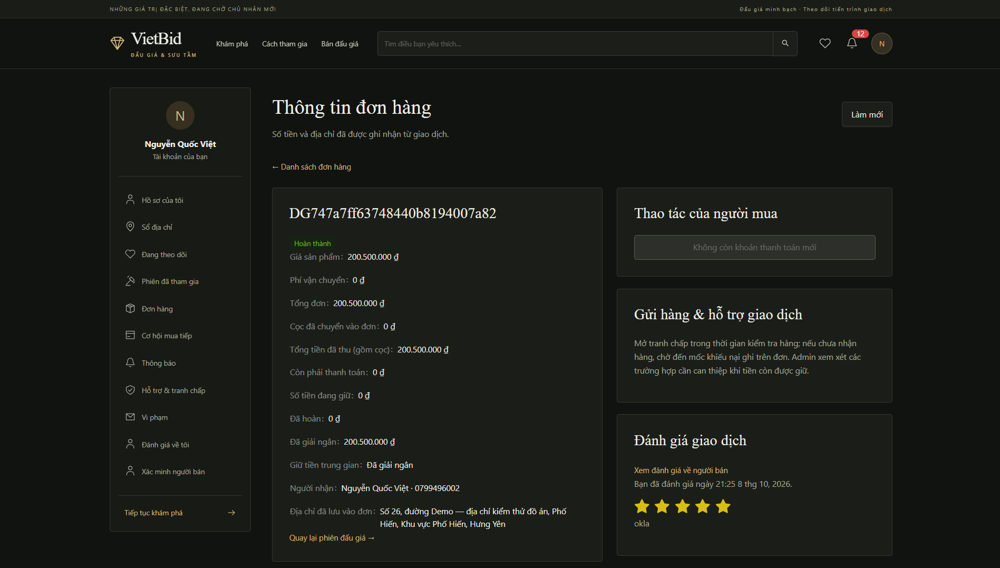 NHỮNG GIÁ TRỊ ĐẶC BIỆT, ĐANG CHỜ CHỦ NHÂN MỚI
Đấu giá minh bạch · Theo dõi tiến trình giao dịch
VietBid
ĐẤU GIÁ & SƯU TẦM
Khám phá
Cách tham gia
Bán đấu giá
Tìm điều bạn yêu thích...
12
N
N
Nguyễn Quốc Việt
Tài khoản của bạn
Hồ sơ của tôi
Sổ địa chỉ
Đang theo dõi
Phiên đã tham gia
Đơn hàng
Cơ hội mua tiếp
Thông báo
Hỗ trợ & tranh chấp
Vi phạm
Đánh giá về tôi
Xác minh người bán
Tiếp tục khám phá →
Thông tin đơn hàng
Số tiền và địa chỉ đã được ghi nhận từ giao dịch.
Làm mới
← Danh sách đơn hàng
DG747a7ff63748440b8194007a82
Hoàn thành
Giá sản phẩm: 200.500.000 ₫
Phí vận chuyển: 0 ₫
Tổng đơn: 200.500.000 ₫
Cọc đã chuyển vào đơn: 0 ₫
Tổng tiền đã thu (gồm cọc): 200.500.000 ₫
Còn phải thanh toán: 0 ₫
Số tiền đang giữ: 0 ₫
Đã hoàn: 0 ₫
Đã giải ngân: 200.500.000 ₫
Giữ tiền trung gian: Đã giải ngân
Người nhận: Nguyễn Quốc Việt · 0799496002
Địa chỉ đã lưu vào đơn: Số 26, đường Demo — địa chỉ kiểm thử đồ án, Phố
Hiến, Khu vực Phố Hiến, Hưng Yên
Quay lại phiên đấu giá →
Thao tác của người mua
Không còn khoản thanh toán mới
Gửi hàng & hỗ trợ giao dịch
Mở tranh chấp trong thời gian kiểm tra hàng; nếu chưa nhận
hàng, chờ đến mốc khiếu nại ghi trên đơn. Admin xem xét các
trường hợp cần can thiệp khi tiền còn được giữ.
Đánh giá giao dịch
Xem đánh giá về người bán
Bạn đã đánh giá ngày 21:25 8 thg 10, 2026.
okla